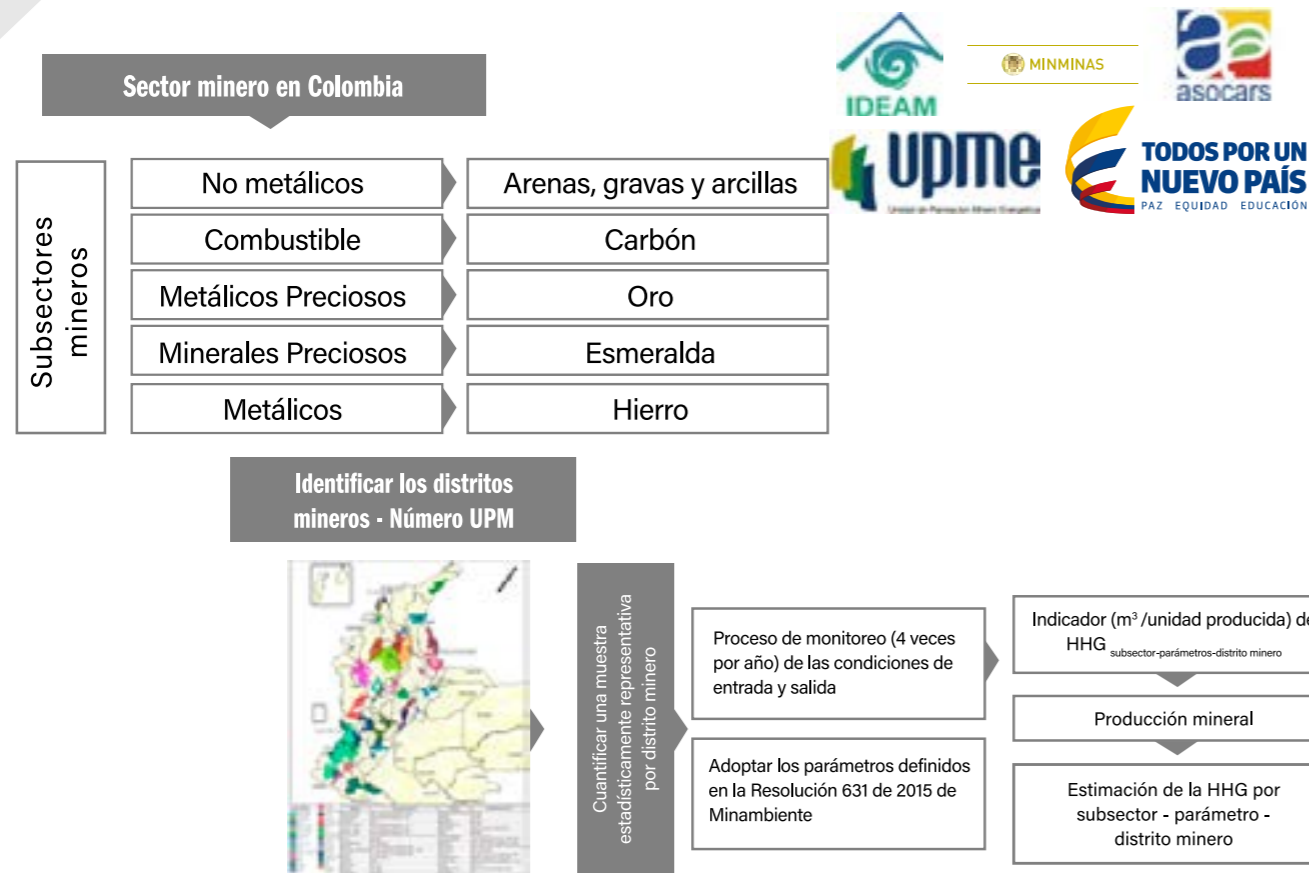 Sector minero en Colombia
IDEAM
MINMINAS
asocars
upme
TODOS POR UN
NUEVO PAÍS
PAZ EQUIDAD EDUCACIÓN
Subsectores
mineros
No metálicos
Arenas, gravas y arcillas
Combustible
Carbón
Metálicos Preciosos
Oro
Minerales Preciosos
Esmeralda
Metálicos
Hierro
Identificar los distritos
mineros - Número UPM
Cuantificar una muestra
estadísticamente representativa
por distrito minero
Proceso de monitoreo (4 veces
por año) de las condiciones de
entrada y salida
Adoptar los parámetros definidos
en la Resolución 631 de 2015 de
Minambiente
Indicador (m³/unidad producida) de
HHG subsector-parámetros-distrito minero
Producción mineral
Estimación de la HHG por
subsector - parámetro -
distrito minero